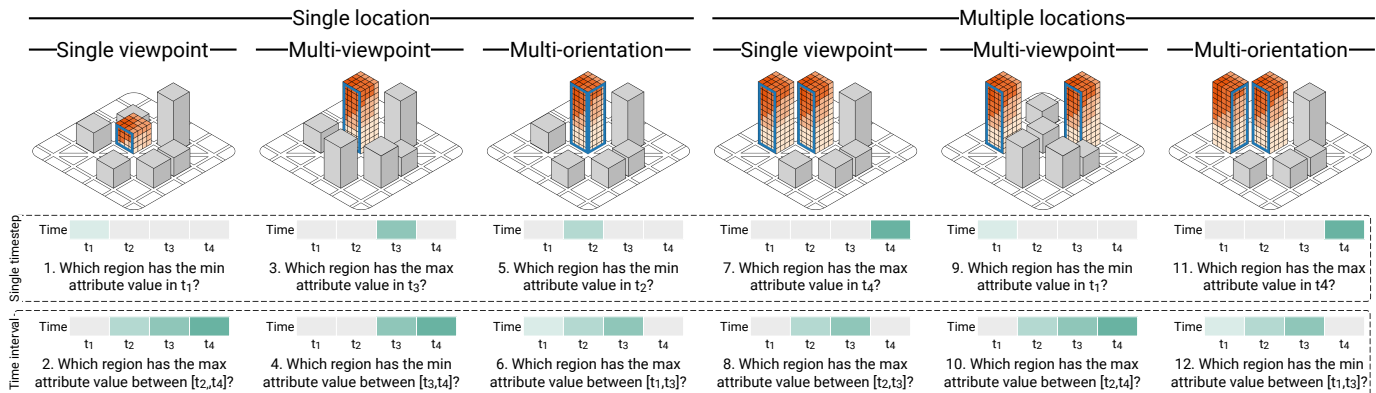 Single location
Multiple locations
Single viewpoint
Multi-viewpoint
Multi-orientation
Single viewpoint
Multi-viewpoint
Multi-orientation
Single timestep
Time
t1 t2 t3 t4
1. Which region has the min
attribute value in t1?
Time
t1 t2 t3 t4
3. Which region has the max
attribute value in t3?
Time
t1 t2 t3 t4
5. Which region has the min
attribute value in t2?
Time
t1 t2 t3 t4
7. Which region has the max
attribute value in t4?
Time
t1 t2 t3 t4
9. Which region has the min
attribute value in t1?
Time
t1 t2 t3 t4
11. Which region has the max
attribute value in t4?
Time interval
Time
t1 t2 t3 t4
2. Which region has the max
attribute value between [t2,,t4]?
Time
t1 t2 t3 t4
4. Which region has the min
attribute value between [t3,t4]?
Time
t1 t2 t3 t4
6. Which region has the max
attribute value between [t1,t3]?
Time
t1 t2 t3 t4
8. Which region has the max
attribute value between [t2,t3]?
Time
t1 t2 t3 t4
10. Which region has the max
attribute value between [t2,t4]?
Time
t1 t2 t3 t4
12. Which region has the min
attribute value between [t1,t3]?